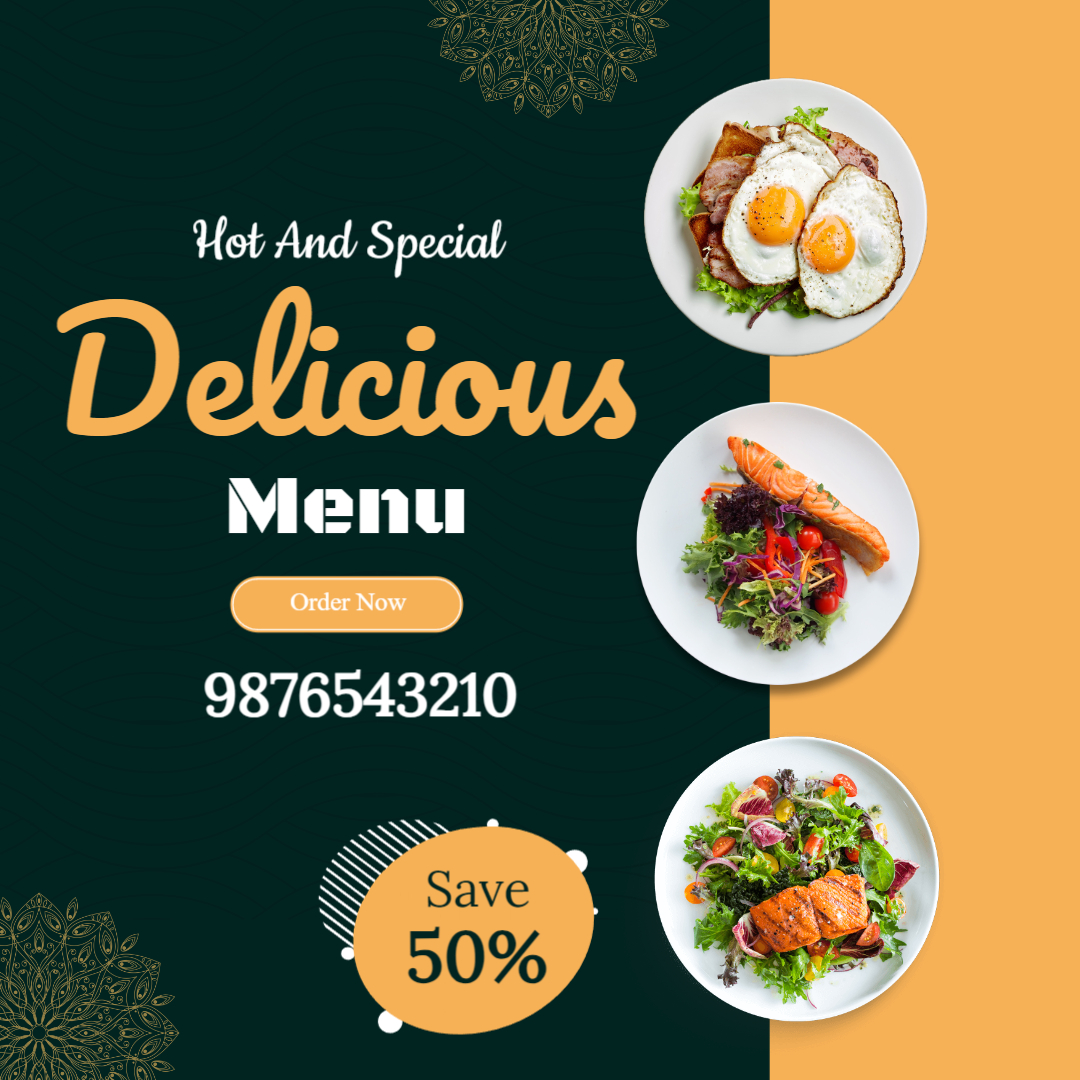 Hot And Special
Delicious
Menu
Order Now
9876543210
Save
50%